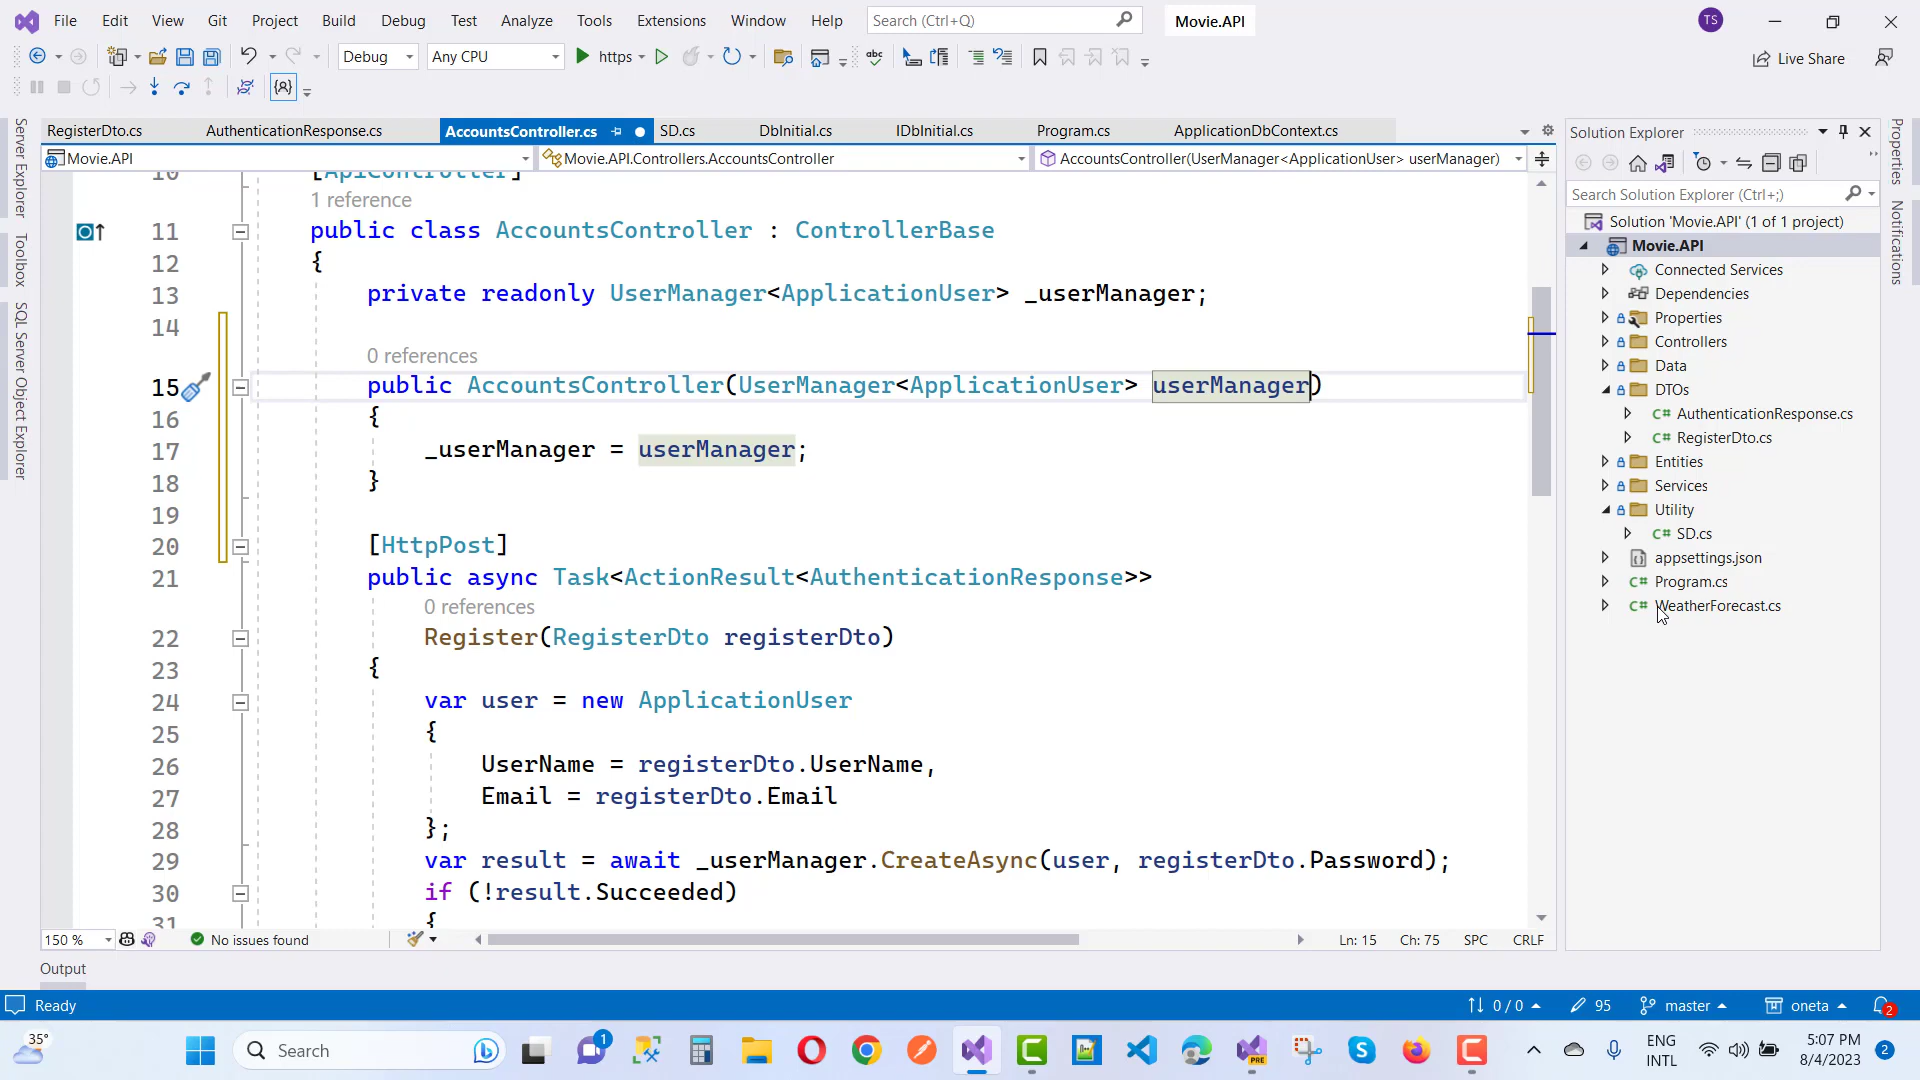 File Edit View Git Project Build Debug Test Analyze Tools Extensions Window Help Search (Ctrl+Q) Movie.API TS
Debug Any CPU https Live Share
RegisterDto.cs AuthenticationResponse.cs AccountsController.cs SD.cs DbInitial.cs IDbInitial.cs Program.cs ApplicationDbContext.cs
Movie.API Movie.API.Controllers.AccountsController AccountsController(UserManager<ApplicationUser> userManager)
10 [ApiController]
1 reference
11 public class AccountsController : ControllerBase
12 {
13 private readonly UserManager<ApplicationUser> _userManager;
14
0 references
15 public AccountsController(UserManager<ApplicationUser> userManager)
16 {
17 _userManager = userManager;
18 }
19
20 [HttpPost]
21 public async Task<ActionResult<AuthenticationResponse>>
0 references
22 Register(RegisterDto registerDto)
23 {
24 var user = new ApplicationUser
25 {
26 UserName = registerDto.UserName,
27 Email = registerDto.Email
28 };
29 var result = await _userManager.CreateAsync(user, registerDto.Password);
30 if (!result.Succeeded)
31 {
150 % No issues found Ln: 15 Ch: 75 SPC CRLF
Output
Server Explorer
Toolbox
SQL Server Object Explorer
Solution Explorer
Search Solution Explorer (Ctrl+;)
Solution 'Movie.API' (1 of 1 project)
Movie.API
Connected Services
Dependencies
Properties
Controllers
Data
DTOs
C# AuthenticationResponse.cs
C# RegisterDto.cs
Entities
Services
Utility
C# SD.cs
appsettings.json
C# Program.cs
C# WeatherForecast.cs
Properties
Notifications
Ready 0 / 0 95 master oneta 2
35° Search 1 PRE ENG INTL 5:07 PM 8/4/2023 2